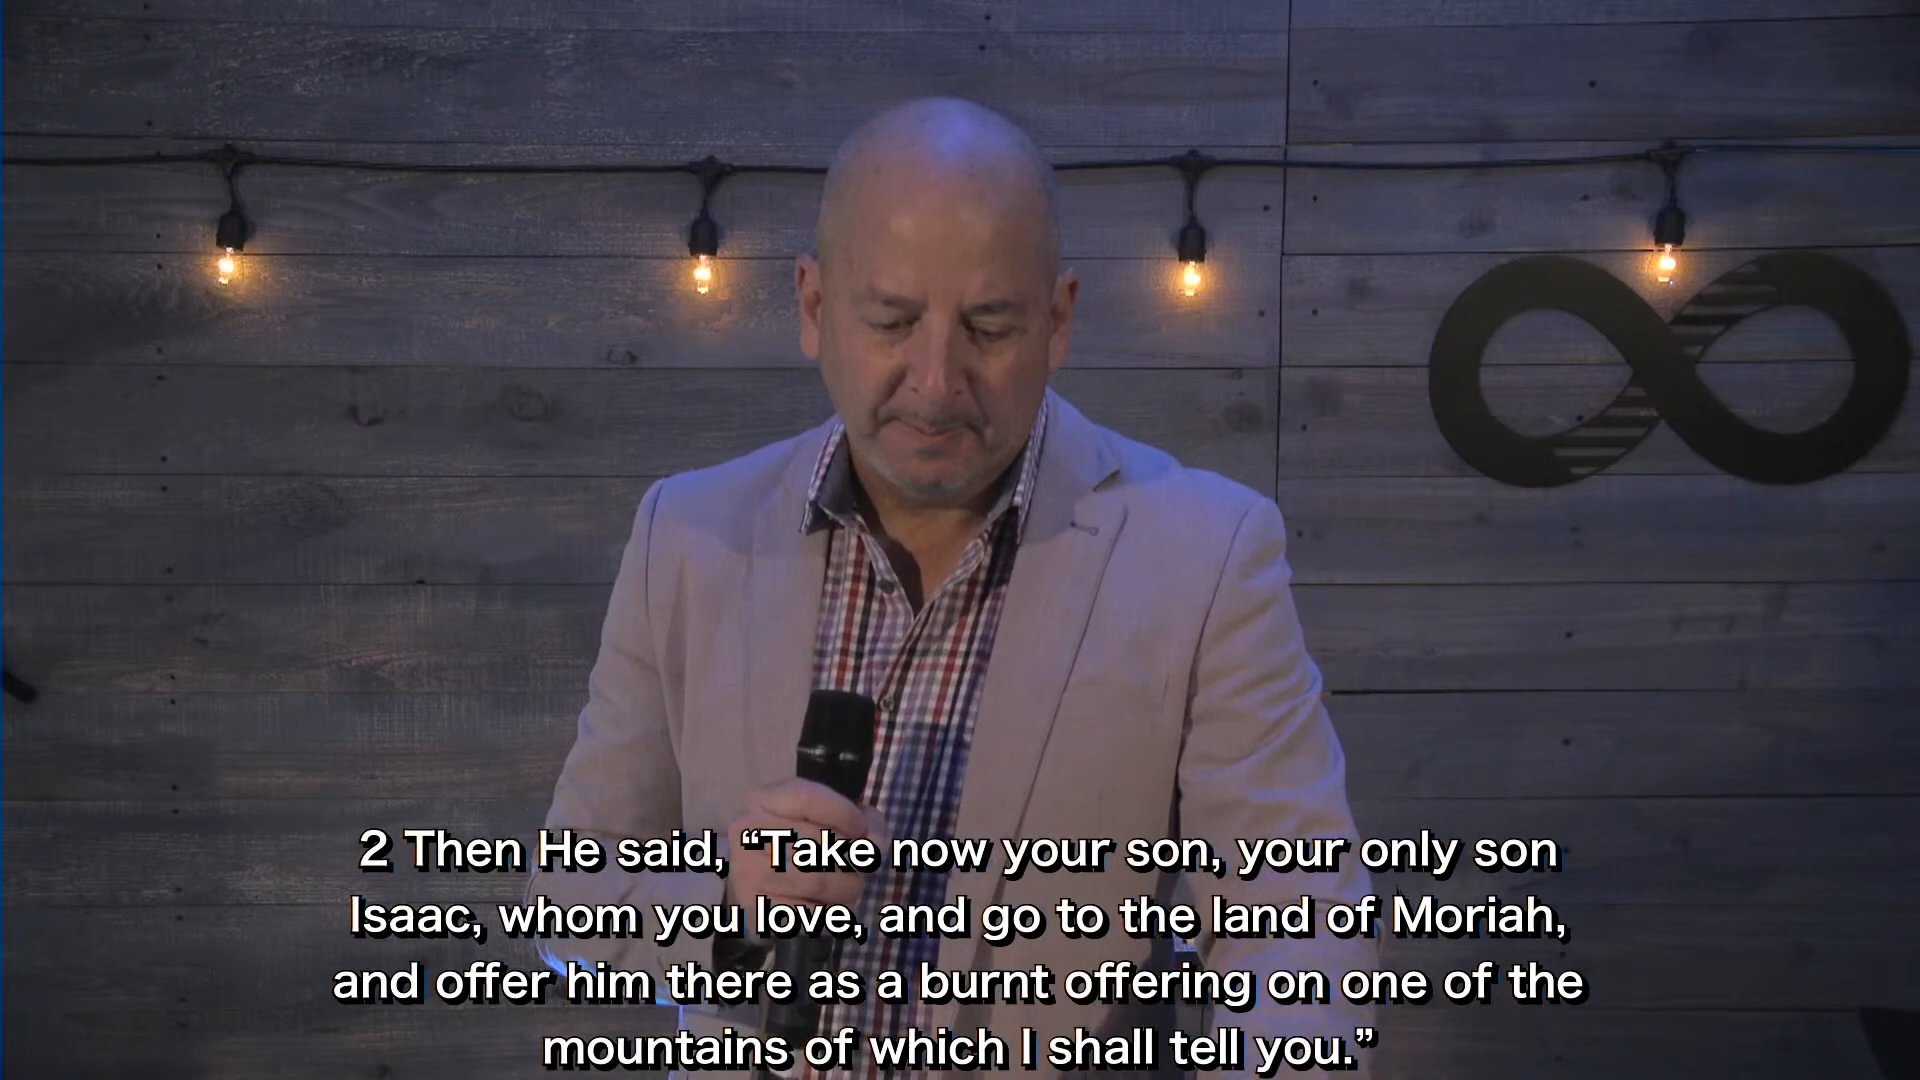 2 Then He said, “Take now your son, your only son
Isaac, whom you love, and go to the land of Moriah,
and offer him there as a burnt offering on one of the
mountains of which I shall tell you.”